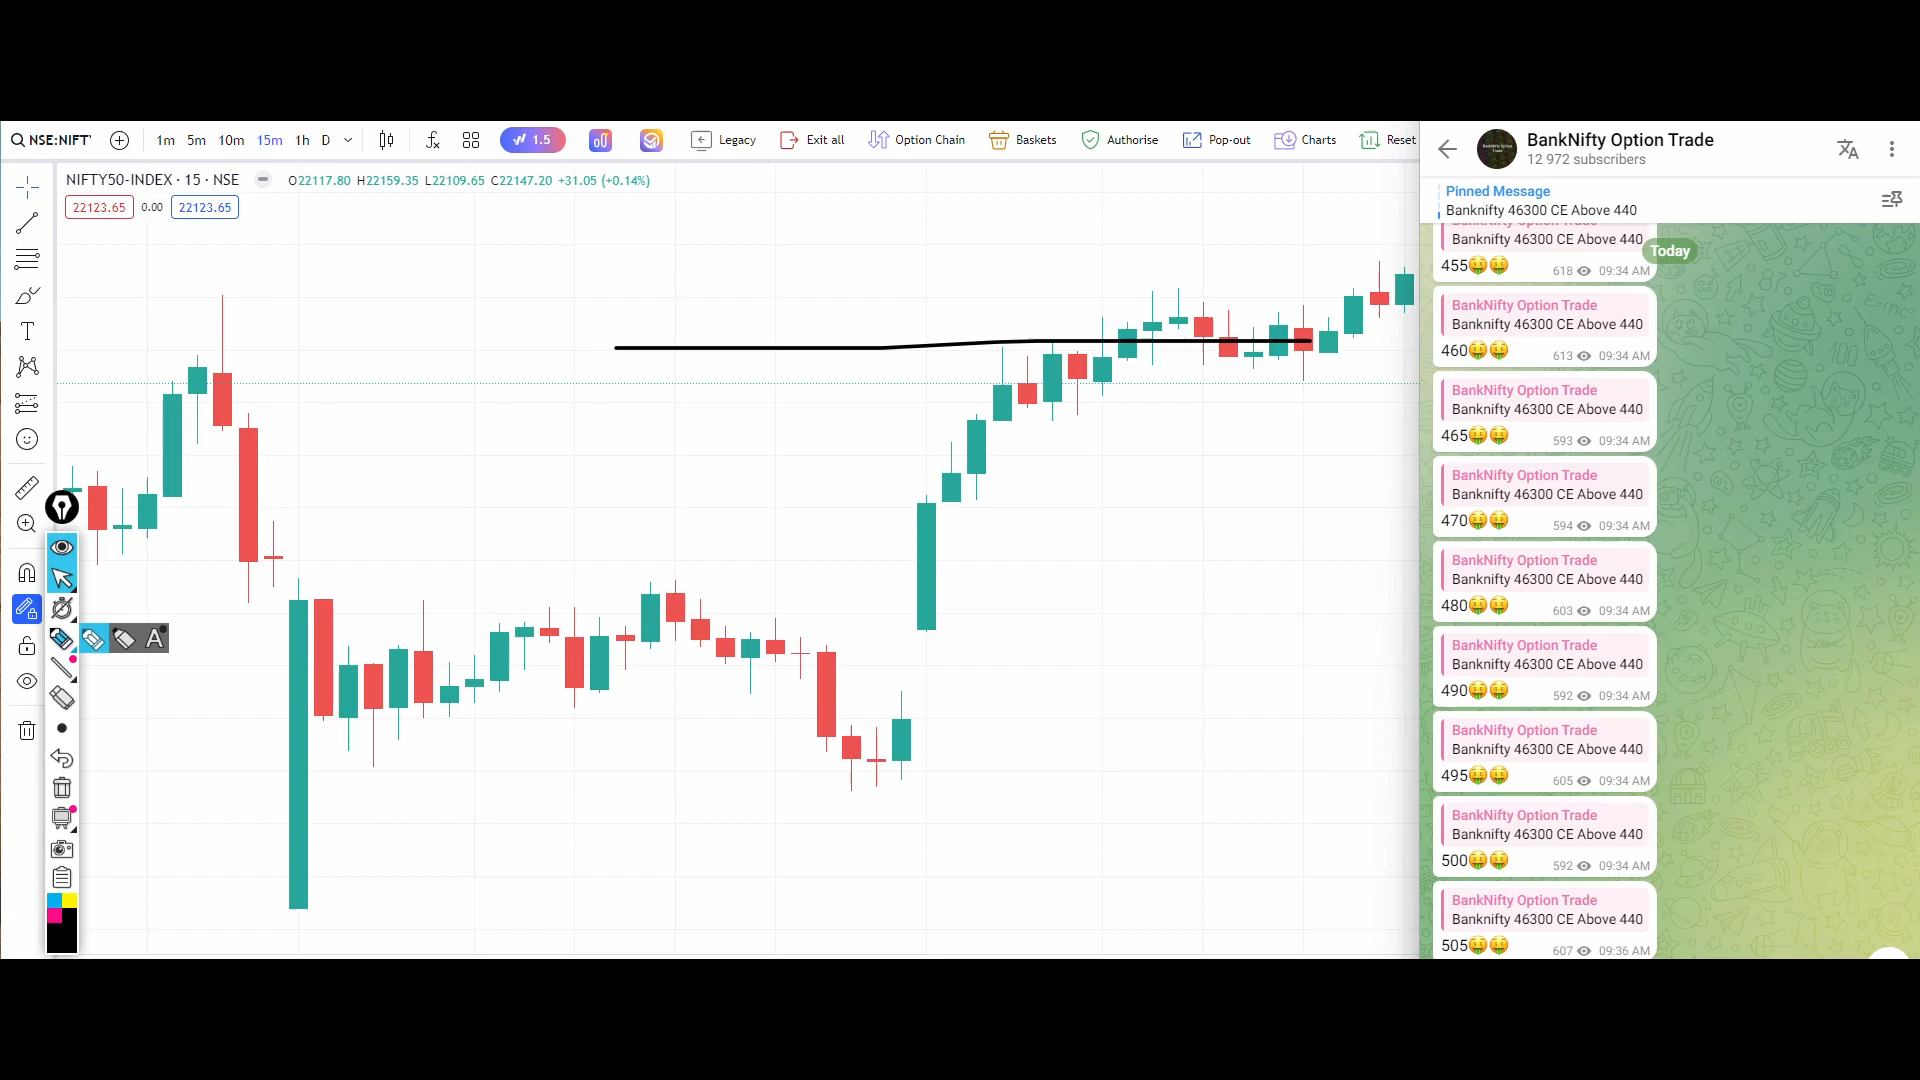 NSE:NIFTY
1m 5m 10m 15m 1h D
1.5
Legacy
Exit all
Option Chain
Baskets
Authorise
Pop-out
Charts
Reset
NIFTY50-INDEX · 15 · NSE
O22117.80 H22159.35 L22109.65 C22147.20 +31.05 (+0.14%)
22123.65 0.00 22123.65
T
A
BankNifty Option Trade
12 972 subscribers
Pinned Message
Banknifty 46300 CE Above 440
BankNifty Option Trade
Banknifty 46300 CE Above 440
Today
455🤑🤑 618 09:34 AM
BankNifty Option Trade
Banknifty 46300 CE Above 440
460🤑🤑 613 09:34 AM
BankNifty Option Trade
Banknifty 46300 CE Above 440
465🤑🤑 593 09:34 AM
BankNifty Option Trade
Banknifty 46300 CE Above 440
470🤑🤑 594 09:34 AM
BankNifty Option Trade
Banknifty 46300 CE Above 440
480🤑🤑 603 09:34 AM
BankNifty Option Trade
Banknifty 46300 CE Above 440
490🤑🤑 592 09:34 AM
BankNifty Option Trade
Banknifty 46300 CE Above 440
495🤑🤑 605 09:34 AM
BankNifty Option Trade
Banknifty 46300 CE Above 440
500🤑🤑 592 09:34 AM
BankNifty Option Trade
Banknifty 46300 CE Above 440
505🤑🤑 607 09:36 AM